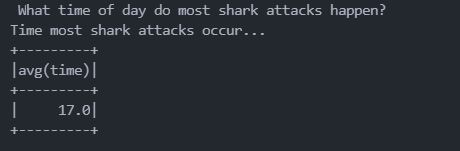 What time of day do most shark attacks happen?
Time most shark attacks occur...
+---------+
|avg(time)|
+---------+
|     17.0|
+---------+